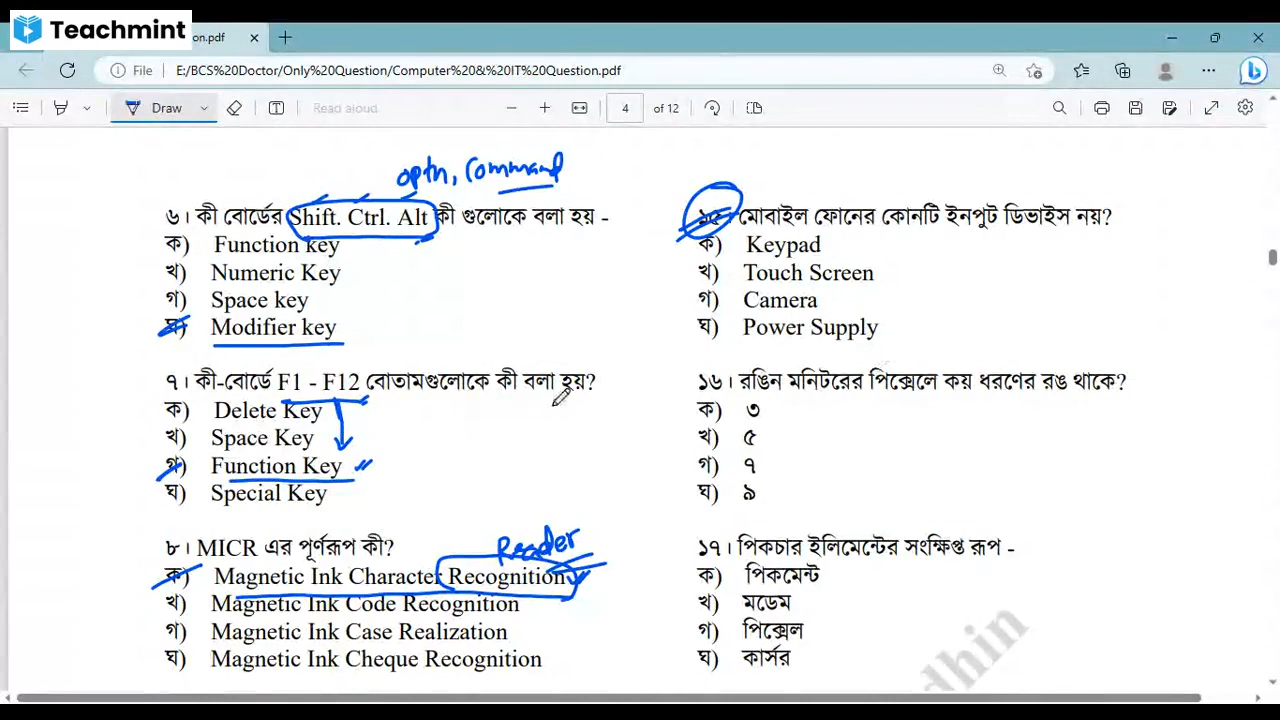 Teachmint
on.pdf
File E:/BCS%20Doctor/Only%20Question/Computer%20&%20IT%20Question.pdf
Draw
Read aloud
4 of 12
optn, Command
৬। কী বোর্ডের Shift. Ctrl. Alt কী গুলোকে বলা হয় -
ক) Function key
খ) Numeric Key
গ) Space key
ঘ) Modifier key
৭। কী-বোর্ডে F1 - F12 বোতামগুলোকে কী বলা হয়?
ক) Delete Key
খ) Space Key
গ) Function Key
ঘ) Special Key
Reader
৮। MICR এর পূর্ণরূপ কী?
ক) Magnetic Ink Character Recognition
খ) Magnetic Ink Code Recognition
গ) Magnetic Ink Case Realization
ঘ) Magnetic Ink Cheque Recognition
১৫। মোবাইল ফোনের কোনটি ইনপুট ডিভাইস নয়?
ক) Keypad
খ) Touch Screen
গ) Camera
ঘ) Power Supply
১৬। রঙিন মনিটরের পিক্সেলে কয় ধরণের রঙ থাকে?
ক) ৩
খ) ৫
গ) ৭
ঘ) ৯
১৭। পিকচার ইলিমেন্টের সংক্ষিপ্ত রূপ -
ক) পিকমেন্ট
খ) মডেম
গ) পিক্সেল
ঘ) কার্সর